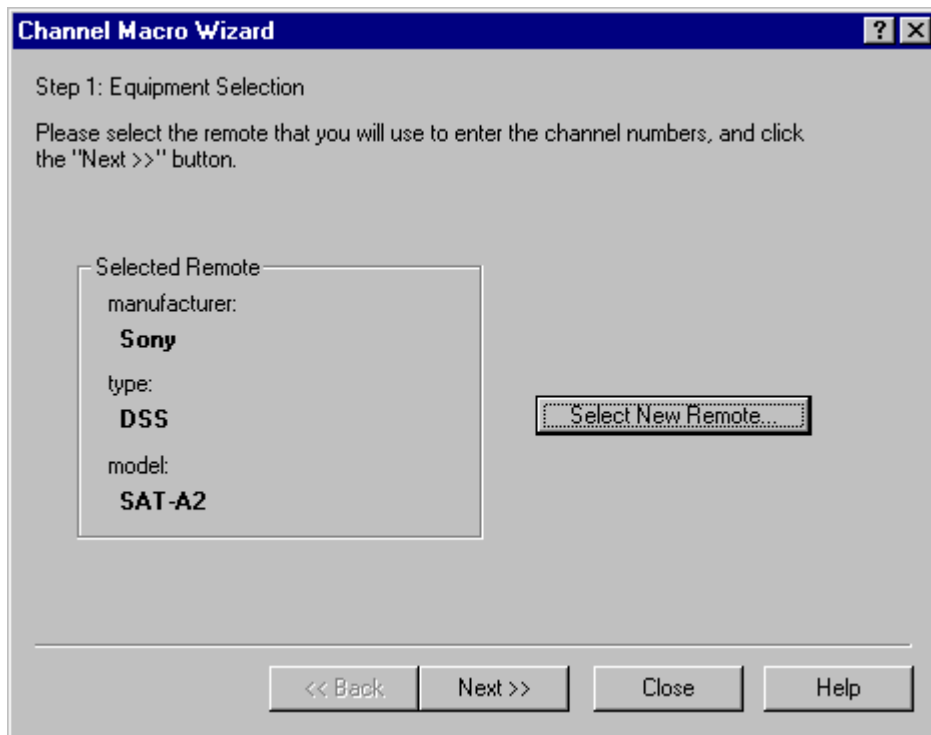 Channel Macro Wizard
Step 1: Equipment Selection
Please select the remote that you will use to enter the channel numbers, and click
the "Next >>" button.
Selected Remote
manufacturer:
Sony
type:
DSS
Select New Remote...
model:
SAT-A2
<< Back Next >> Close Help